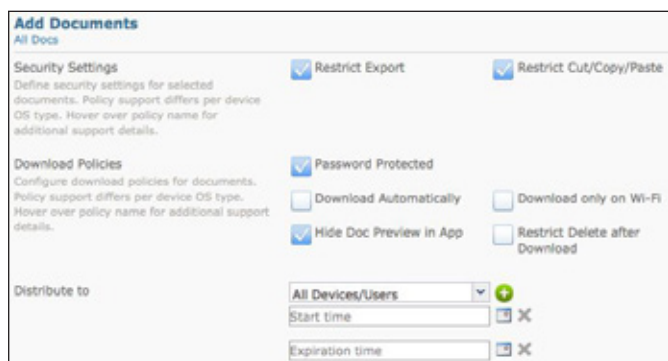 Add Documents
All Docs
Security Settings
Define security settings for selected
documents. Policy support differs per device
OS type. Hover over policy name for
additional support details.
Restrict Export
Restrict Cut/Copy/Paste
Download Policies
Configure download policies for documents.
Policy support differs per device OS type.
Hover over policy name for additional support
details.
Password Protected
Download Automatically
Download only on Wi-Fi
Hide Doc Preview in App
Restrict Delete after
Download
Distribute to
All Devices/Users
Start time
Expiration time